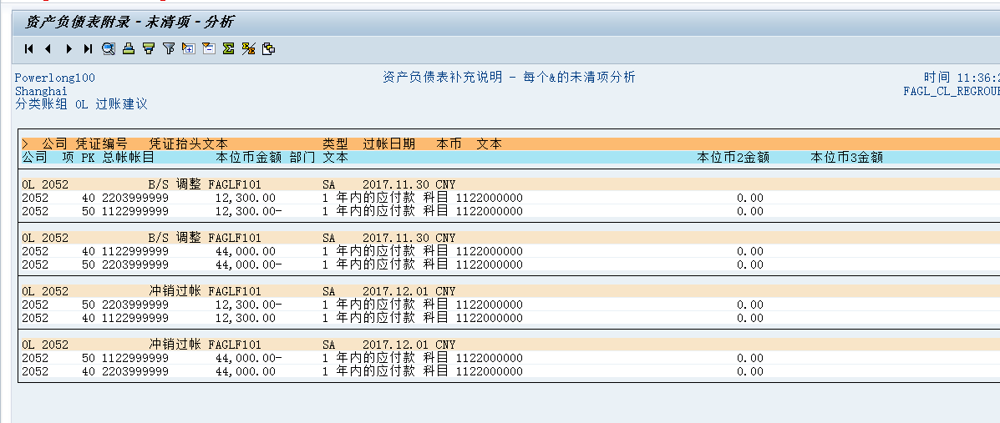 资产负债表附录 - 未清项 - 分析
Powerlong100 资产负债表补充说明 - 每个&的未清项分析 时间 11:36:
Shanghai FAGL_CL_REGROU
分类账组 0L 过账建议
> 公司 凭证编号 凭证抬头文本 类型 过帐日期 本币 文本
公司 项 PK 总帐帐目 本位币金额 部门 文本 本位币2金额 本位币3金额
0L 2052 B/S 调整 FAGLF101 SA 2017.11.30 CNY
2052 40 2203999999 12,300.00 1 年内的应付款 科目 1122000000 0.00
2052 50 1122999999 12,300.00- 1 年内的应付款 科目 1122000000 0.00
0L 2052 B/S 调整 FAGLF101 SA 2017.11.30 CNY
2052 40 1122999999 44,000.00 1 年内的应付款 科目 1122000000 0.00
2052 50 2203999999 44,000.00- 1 年内的应付款 科目 1122000000 0.00
0L 2052 冲销过帐 FAGLF101 SA 2017.12.01 CNY
2052 50 2203999999 12,300.00- 1 年内的应付款 科目 1122000000 0.00
2052 40 1122999999 12,300.00 1 年内的应付款 科目 1122000000 0.00
0L 2052 冲销过帐 FAGLF101 SA 2017.12.01 CNY
2052 50 1122999999 44,000.00- 1 年内的应付款 科目 1122000000 0.00
2052 40 2203999999 44,000.00 1 年内的应付款 科目 1122000000 0.00